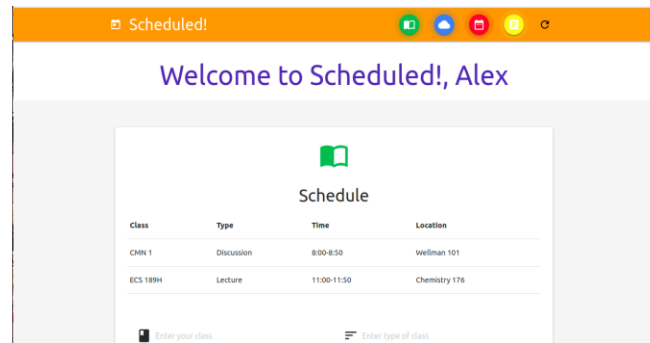 Scheduled!
Welcome to Scheduled!, Alex
Schedule
Class Type Time Location
CMN 1 Discussion 8:00-8:50 Wellman 101
ECS 189H Lecture 11:00-11:50 Chemistry 176
Enter your class Enter type of class